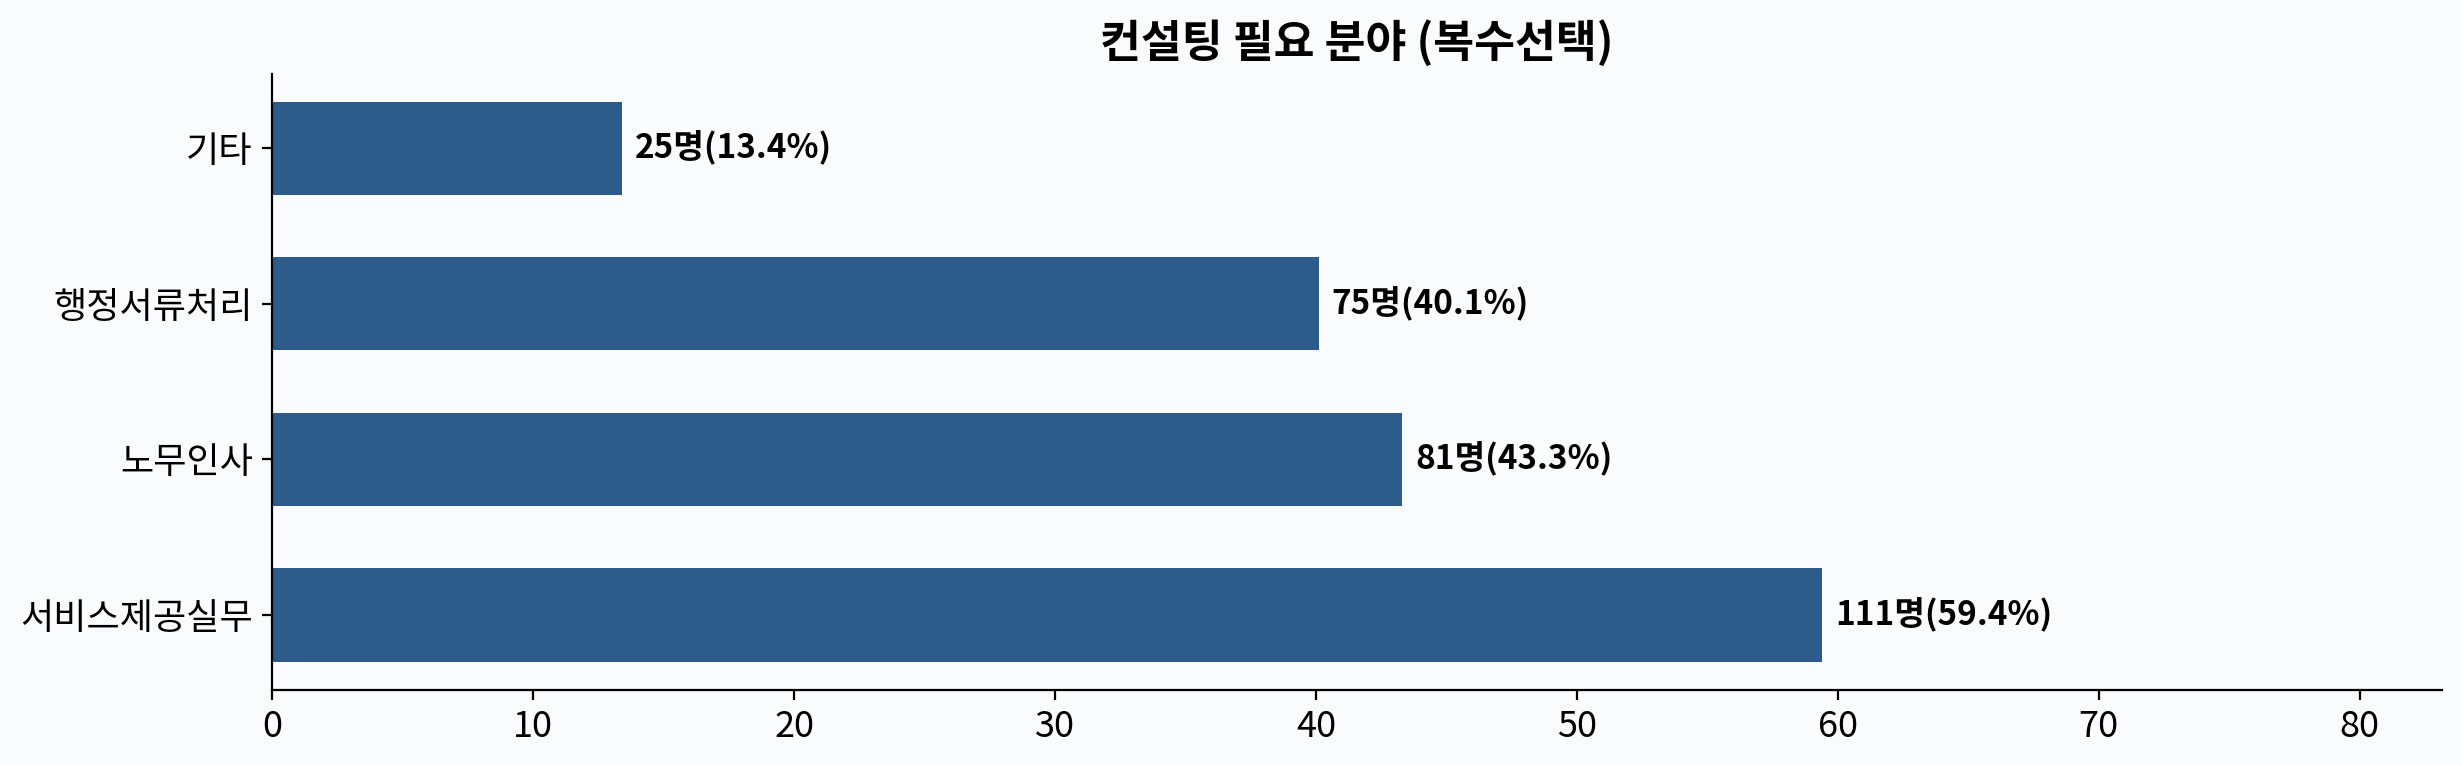 컨설팅 필요 분야 (복수선택)
기타
25명(13.4%)
행정서류처리
75명(40.1%)
노무인사
81명(43.3%)
서비스제공실무
111명(59.4%)
0 10 20 30 40 50 60 70 80